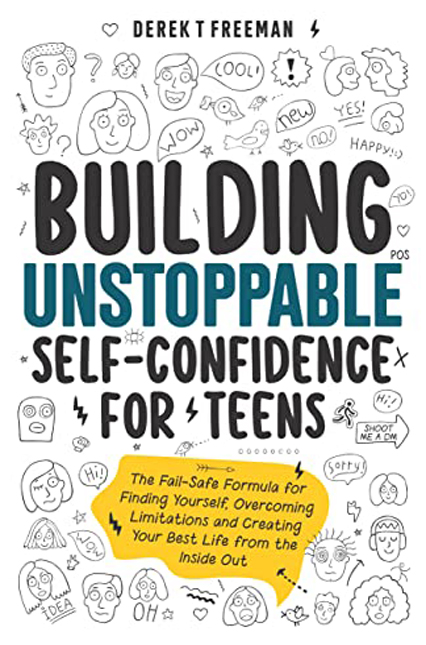 DEREK T FREEMAN
COOL!
!
?
YES!
new
NO!
WOW
?
HAPPY!:)
BUILDING
YO!
POS
UNSTOPPABLE
SELF-CONFIDENCE
X
FOR TEENS
Hi!
SHOOT
ME A DM
Sorry!
Hi!
The Fail-Safe Formula for
Finding Yourself, Overcoming
Limitations and Creating
Your Best Life from the
Inside Out
WOW
IDEA
OH